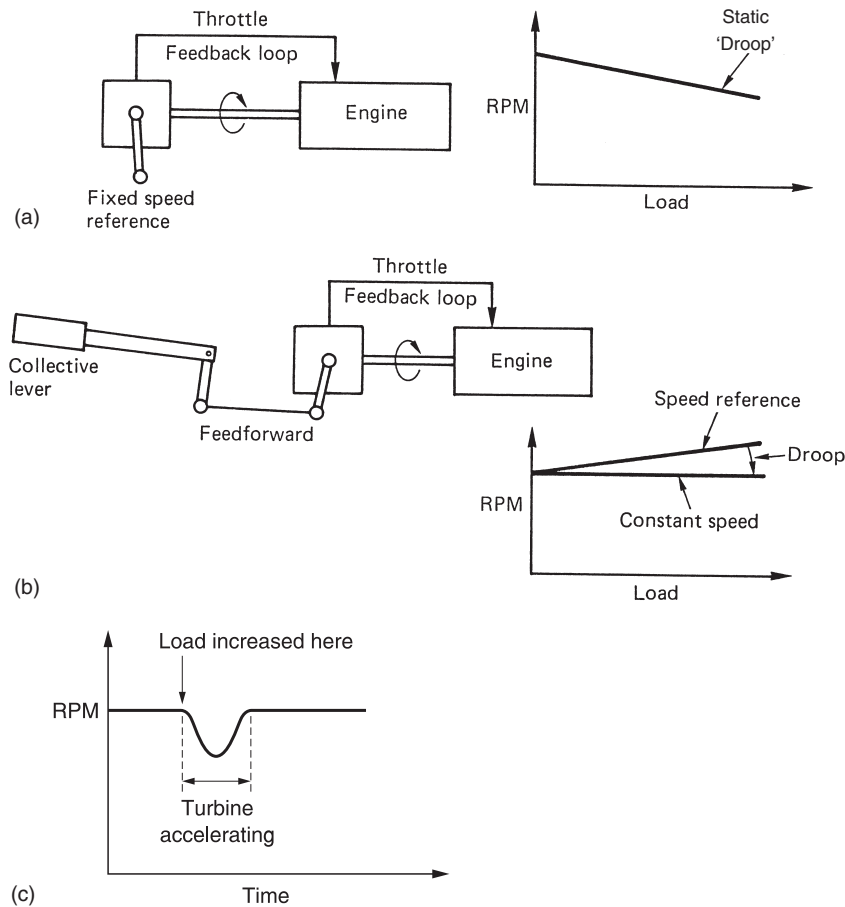 Throttle
Feedback loop
Engine
Fixed speed
reference
(a)
Static
'Droop'
RPM
Load
Throttle
Feedback loop
Engine
Collective
lever
Feedforward
(b)
Speed reference
Droop
RPM
Constant speed
Load
Load increased here
RPM
Turbine
accelerating
(c)
Time